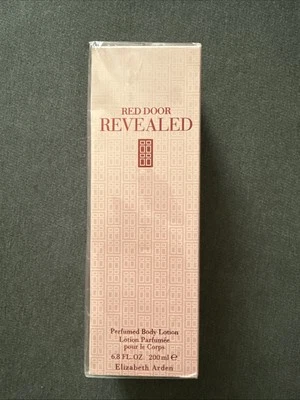 RED DOOR
REVEALED
Perfumed Body Lotion
Lotion Parfumée
pour le Corps
6.8 FL. OZ. 200 ml ℮
Elizabeth Arden